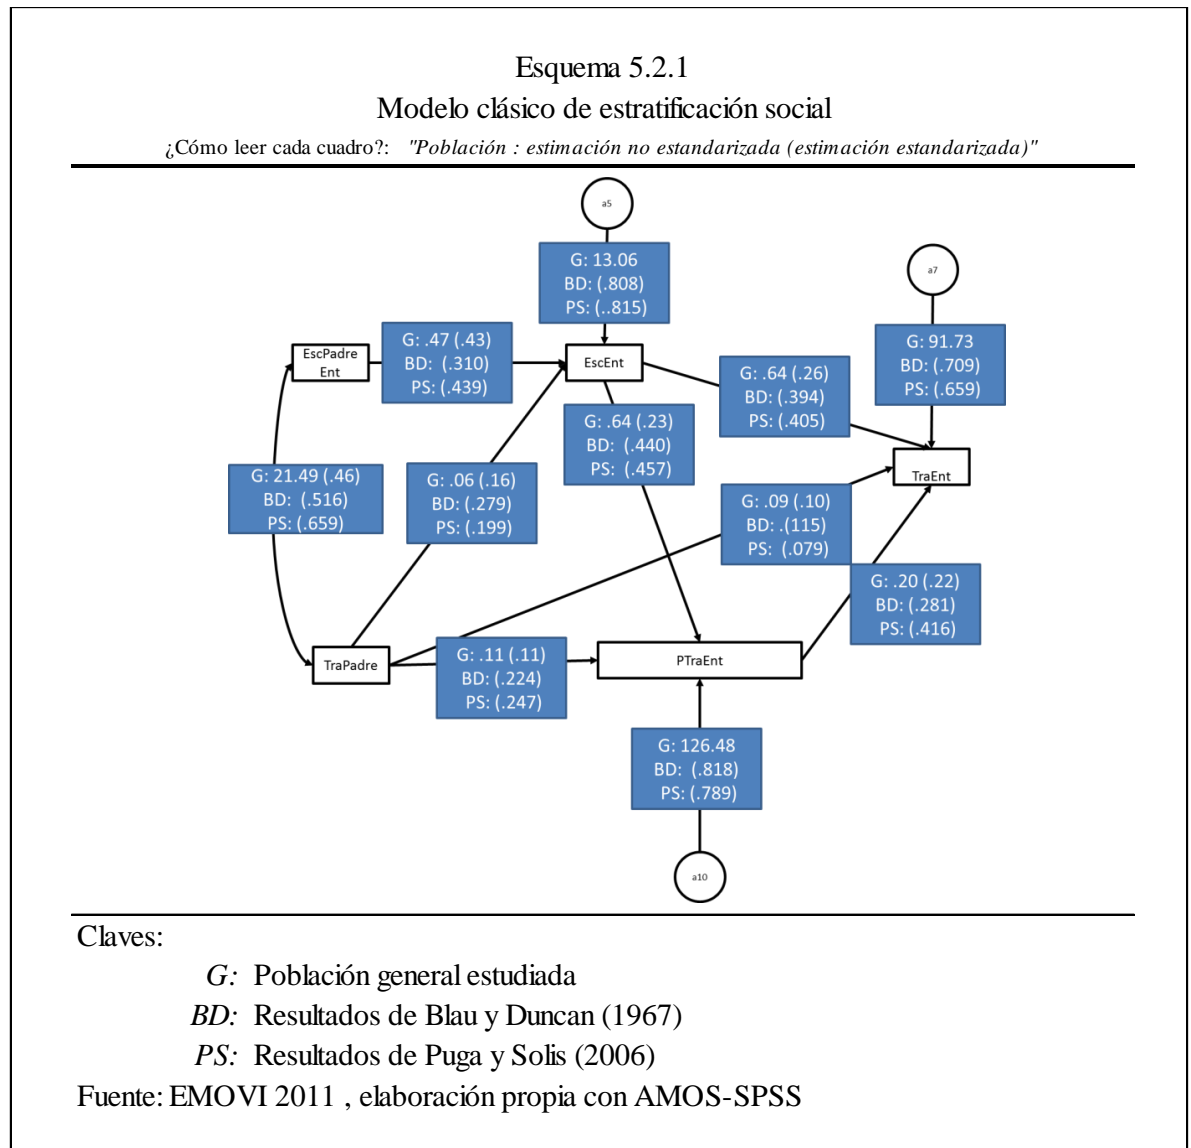 Esquema 5.2.1
Modelo clásico de estratificación social
¿Cómo leer cada cuadro?: "Población : estimación no estandarizada (estimación estandarizada)"
a5
G: 13.06
BD: (.808)
PS: (..815)
a7
G: 91.73
BD: (.709)
PS: (.659)
EscPadre
Ent
G: .47 (.43)
BD: (.310)
PS: (.439)
EscEnt
G: .64 (.26)
BD: (.394)
PS: (.405)
G: .64 (.23)
BD: (.440)
PS: (.457)
TraEnt
G: 21.49 (.46)
BD: (.516)
PS: (.659)
G: .06 (.16)
BD: (.279)
PS: (.199)
G: .09 (.10)
BD: .(115)
PS: (.079)
G: .20 (.22)
BD: (.281)
PS: (.416)
TraPadre
G: .11 (.11)
BD: (.224)
PS: (.247)
PTraEnt
G: 126.48
BD: (.818)
PS: (.789)
a10
Claves:
G: Población general estudiada
BD: Resultados de Blau y Duncan (1967)
PS: Resultados de Puga y Solis (2006)
Fuente: EMOVI 2011 , elaboración propia con AMOS-SPSS